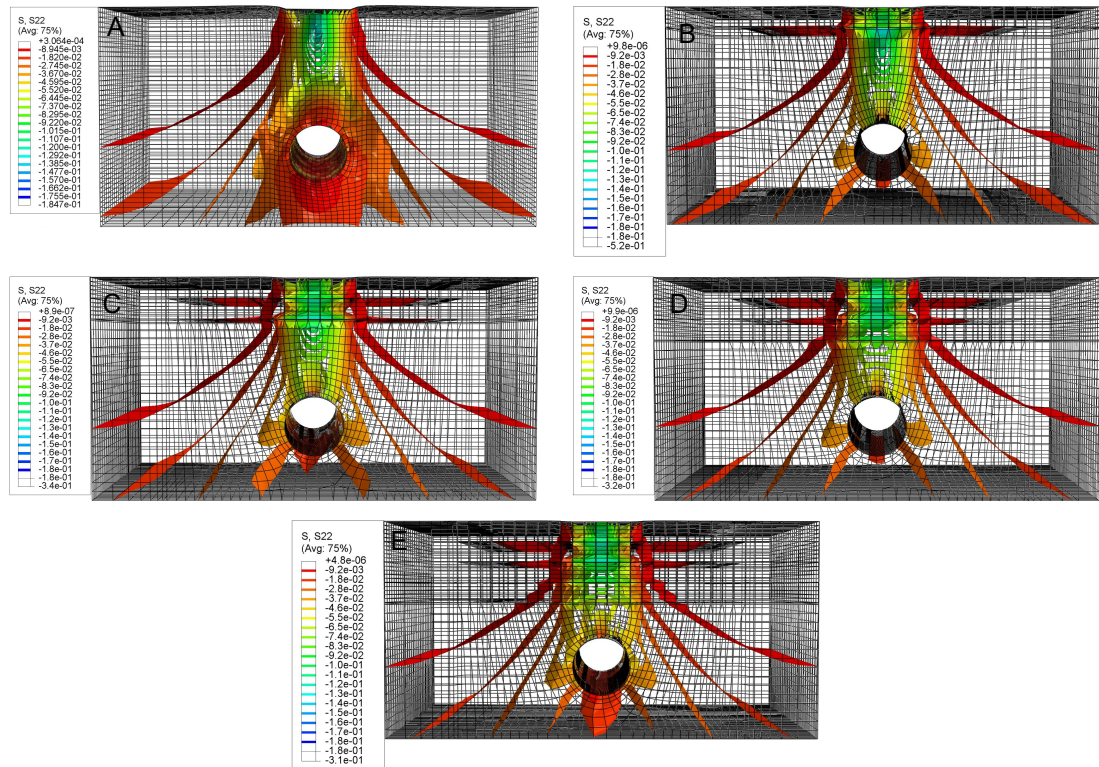 S, S22
(Avg: 75%)
+3.064e-04
-8.945e-03
-1.820e-02
-2.745e-02
-3.670e-02
-4.595e-02
-5.520e-02
-6.445e-02
-7.370e-02
-8.295e-02
-9.220e-02
-1.015e-01
-1.107e-01
-1.200e-01
-1.292e-01
-1.385e-01
-1.477e-01
-1.570e-01
-1.662e-01
-1.755e-01
-1.847e-01
A
S, S22
(Avg: 75%)
+9.8e-06
-9.2e-03
-1.8e-02
-2.8e-02
-3.7e-02
-4.6e-02
-5.5e-02
-6.5e-02
-7.4e-02
-8.3e-02
-9.2e-02
-1.0e-01
-1.1e-01
-1.2e-01
-1.3e-01
-1.4e-01
-1.5e-01
-1.6e-01
-1.7e-01
-1.8e-01
-1.8e-01
-5.2e-01
B
S, S22
(Avg: 75%)
+8.9e-07
-9.2e-03
-1.8e-02
-2.8e-02
-3.7e-02
-4.6e-02
-5.5e-02
-6.5e-02
-7.4e-02
-8.3e-02
-9.2e-02
-1.0e-01
-1.1e-01
-1.2e-01
-1.3e-01
-1.4e-01
-1.5e-01
-1.6e-01
-1.7e-01
-1.8e-01
-1.8e-01
-3.4e-01
C
S, S22
(Avg: 75%)
+9.9e-06
-9.2e-03
-1.8e-02
-2.8e-02
-3.7e-02
-4.6e-02
-5.5e-02
-6.5e-02
-7.4e-02
-8.3e-02
-9.2e-02
-1.0e-01
-1.1e-01
-1.2e-01
-1.3e-01
-1.4e-01
-1.5e-01
-1.6e-01
-1.7e-01
-1.8e-01
-1.8e-01
-3.2e-01
D
S, S22
(Avg: 75%)
+4.8e-06
-9.2e-03
-1.8e-02
-2.8e-02
-3.7e-02
-4.6e-02
-5.5e-02
-6.5e-02
-7.4e-02
-8.3e-02
-9.2e-02
-1.0e-01
-1.1e-01
-1.2e-01
-1.3e-01
-1.4e-01
-1.5e-01
-1.6e-01
-1.7e-01
-1.8e-01
-1.8e-01
-3.1e-01
E